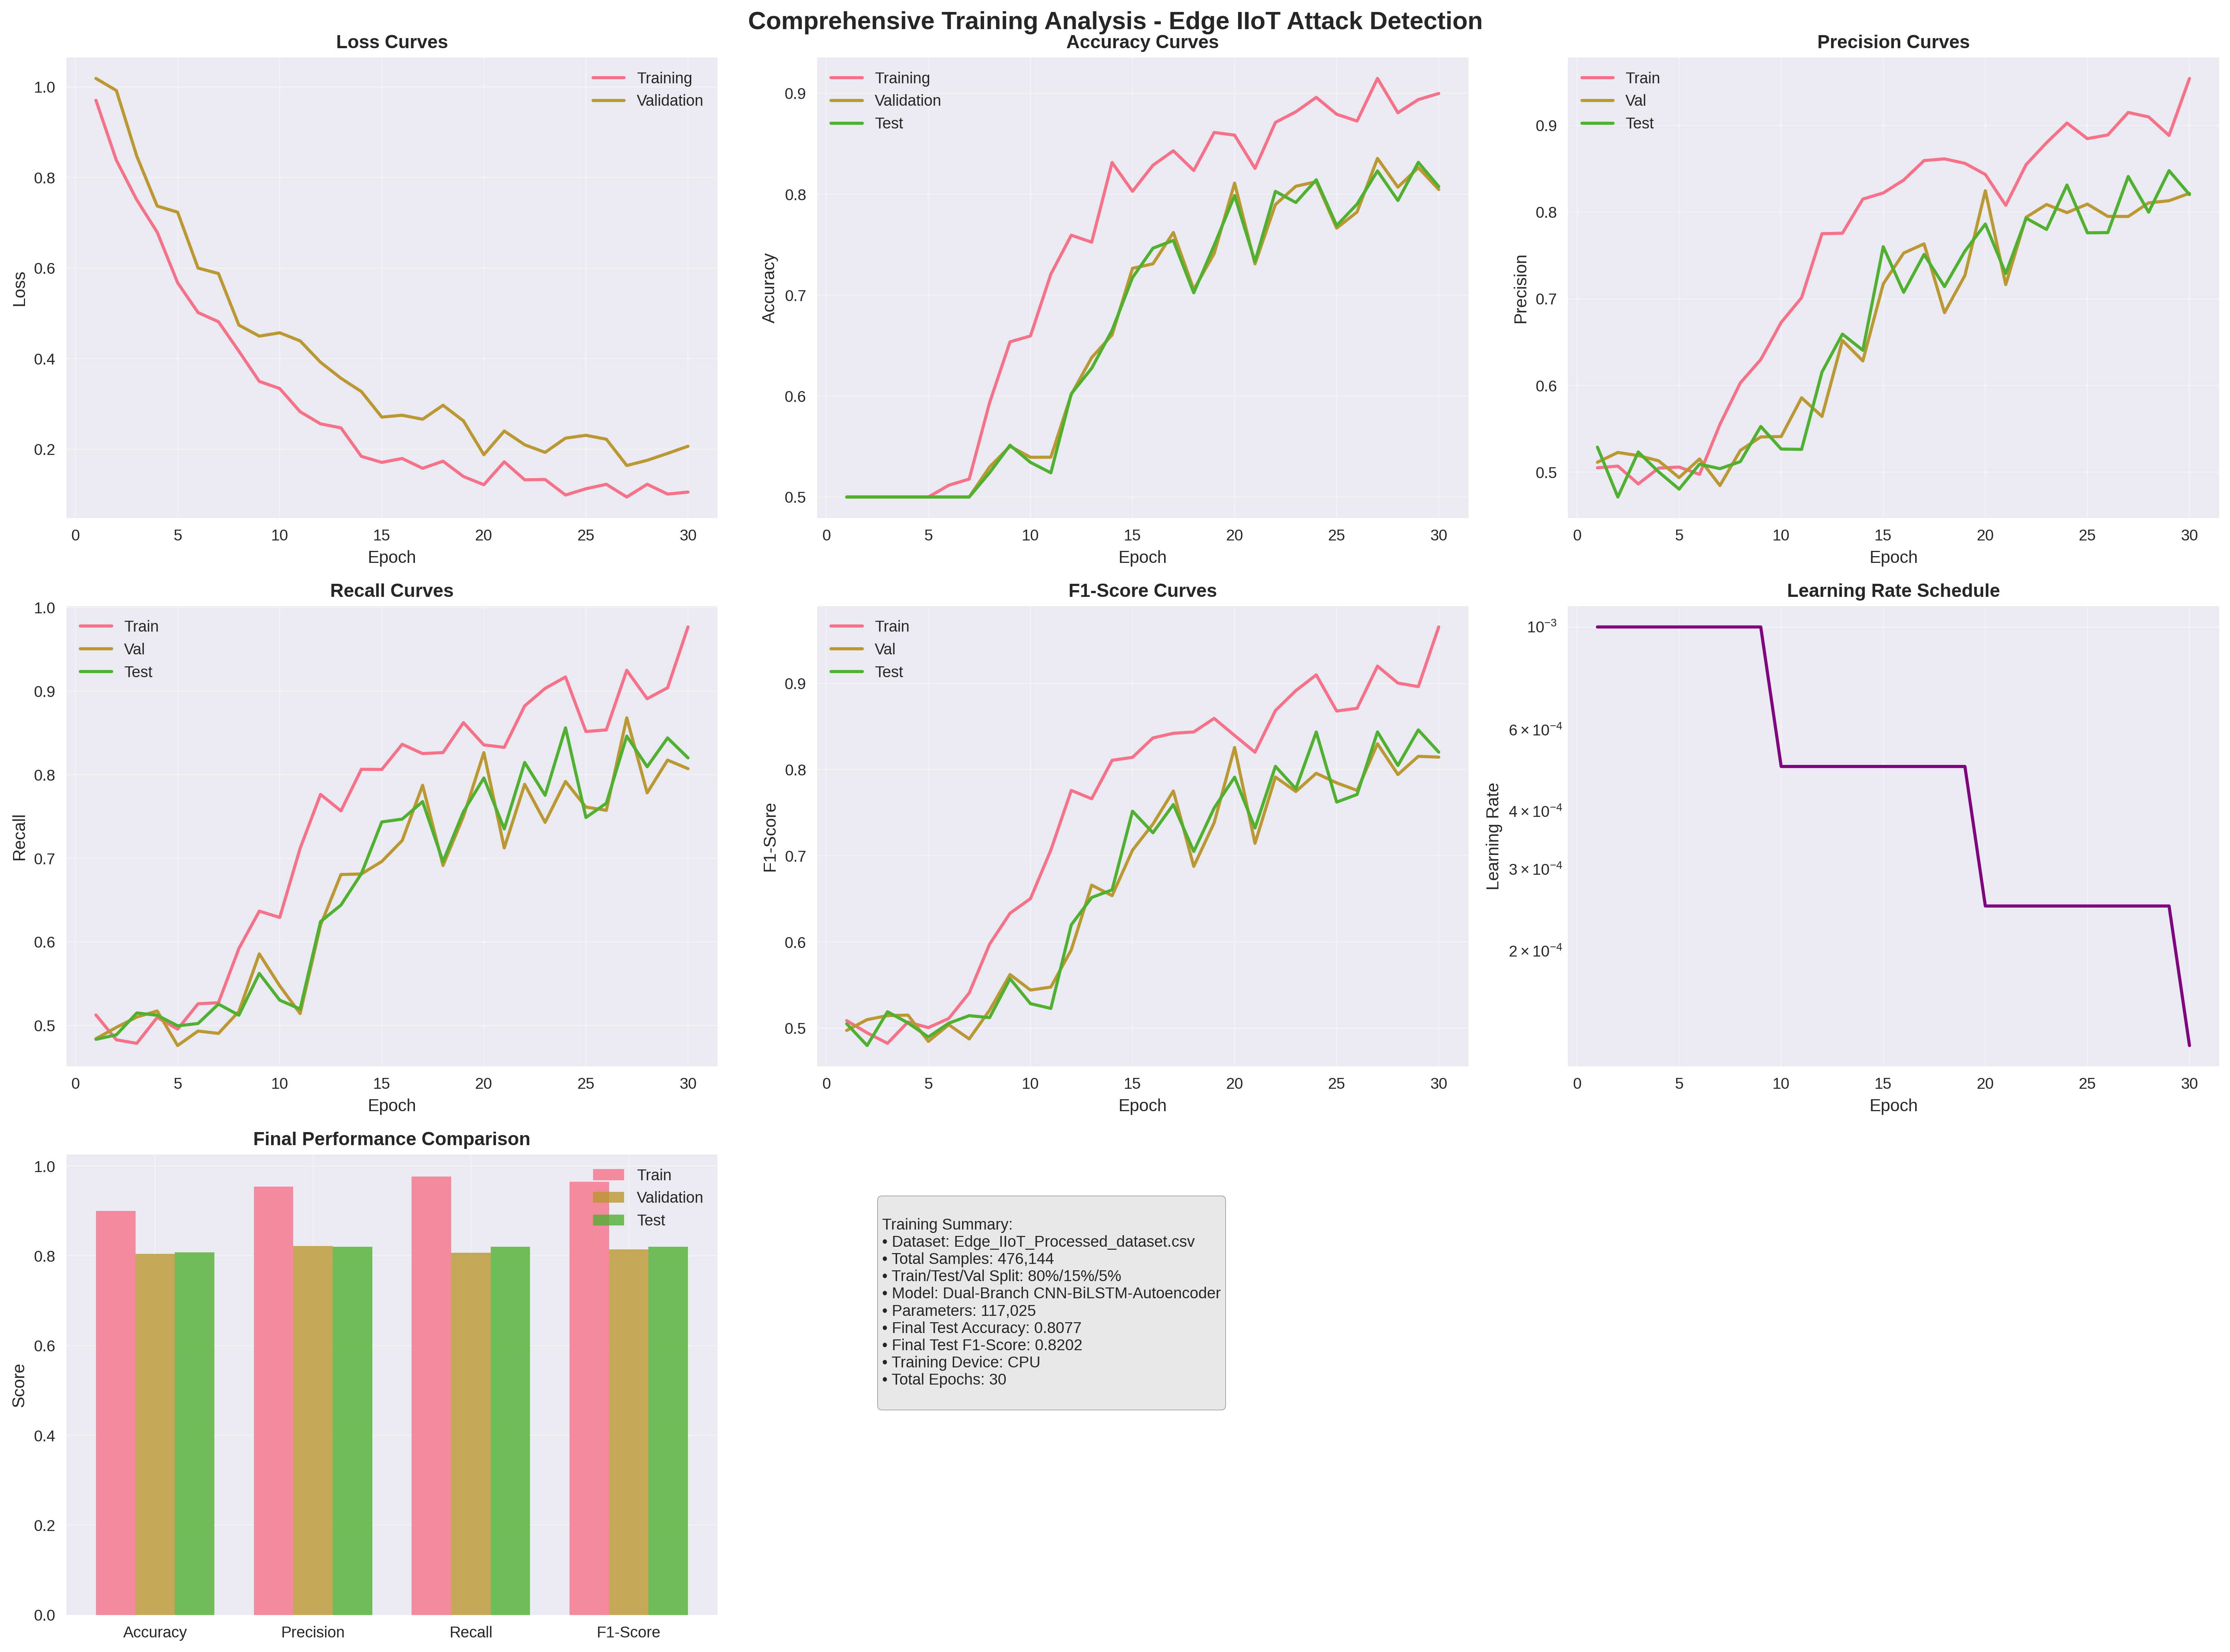 Comprehensive Training Analysis - Edge IIoT Attack Detection
Loss Curves
1.0
0.8
0.6
0.4
0.2
Loss
Training
Validation
0 5 10 15 20 25 30
Epoch
Accuracy Curves
0.9
0.8
0.7
0.6
0.5
Accuracy
Training
Validation
Test
0 5 10 15 20 25 30
Epoch
Precision Curves
0.9
0.8
0.7
0.6
0.5
Precision
Train
Val
Test
0 5 10 15 20 25 30
Epoch
Recall Curves
1.0
0.9
0.8
0.7
0.6
0.5
Recall
Train
Val
Test
0 5 10 15 20 25 30
Epoch
F1-Score Curves
0.9
0.8
0.7
0.6
0.5
F1-Score
Train
Val
Test
0 5 10 15 20 25 30
Epoch
Learning Rate Schedule
10⁻³
6 × 10⁻⁴
4 × 10⁻⁴
3 × 10⁻⁴
2 × 10⁻⁴
Learning Rate
0 5 10 15 20 25 30
Epoch
Final Performance Comparison
1.0
0.8
0.6
0.4
0.2
0.0
Score
Train
Validation
Test
Accuracy Precision Recall F1-Score
Training Summary:
• Dataset: Edge_IIoT_Processed_dataset.csv
• Total Samples: 476,144
• Train/Test/Val Split: 80%/15%/5%
• Model: Dual-Branch CNN-BiLSTM-Autoencoder
• Parameters: 117,025
• Final Test Accuracy: 0.8077
• Final Test F1-Score: 0.8202
• Training Device: CPU
• Total Epochs: 30